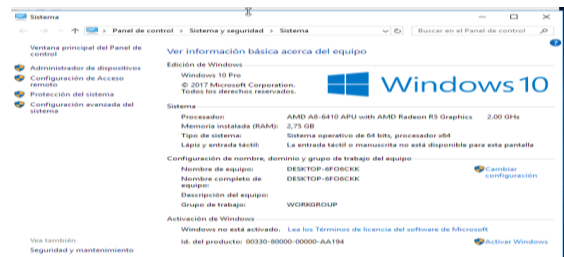 Sistema
Panel de control > Sistema y seguridad > Sistema
Buscar en el Panel de control
Ventana principal del Panel de control
Administrador de dispositivos
Configuración de Acceso remoto
Protección del sistema
Configuración avanzada del sistema
Ver información básica acerca del equipo
Edición de Windows
Windows 10 Pro
© 2017 Microsoft Corporation. Todos los derechos reservados.
Windows 10
Sistema
Procesador: AMD A8-6410 APU with AMD Radeon R5 Graphics 2.00 GHz
Memoria instalada (RAM): 2,75 GB
Tipo de sistema: Sistema operativo de 64 bits, procesador x64
Lápiz y entrada táctil: La entrada táctil o manuscrita no está disponible para esta pantalla
Configuración de nombre, dominio y grupo de trabajo del equipo
Nombre de equipo: DESKTOP-6FO6CKK
Cambiar configuración
Nombre completo de equipo: DESKTOP-6FO6CKK
Descripción del equipo:
Grupo de trabajo: WORKGROUP
Activación de Windows
Windows no está activado. Lea los Términos de licencia del software de Microsoft
Id. del producto: 00330-80000-00000-AA194
Activar Windows
Vea también
Seguridad y mantenimiento